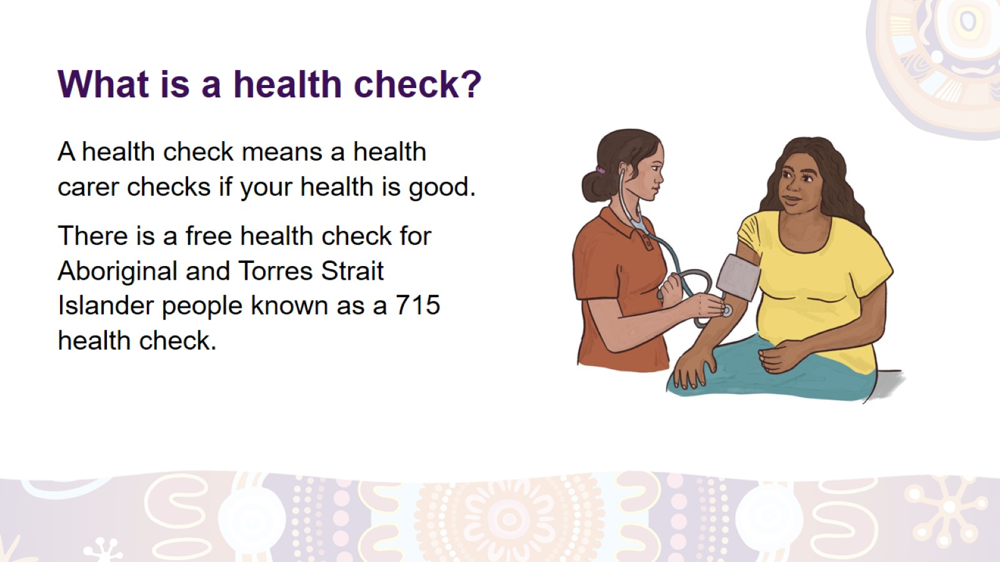 What is a health check?
A health check means a health
carer checks if your health is good.
There is a free health check for
Aboriginal and Torres Strait
Islander people known as a 715
health check.